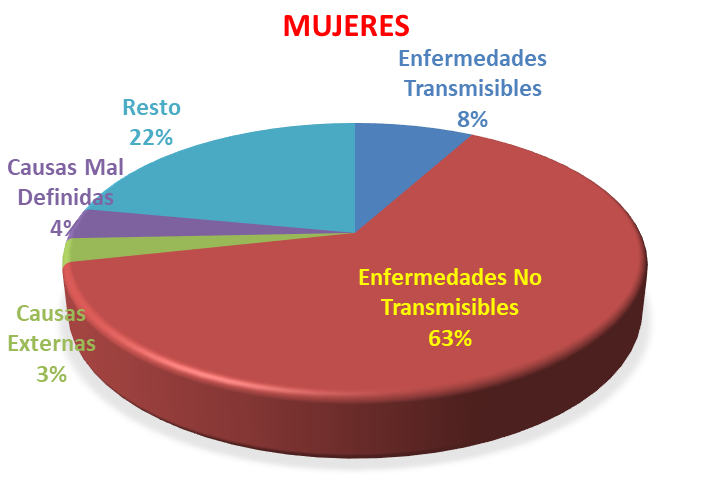 MUJERES
Enfermedades
Transmisibles
8%
Resto
22%
Causas Mal
Definidas
4%
Enfermedades No
Transmisibles
63%
Causas
Externas
3%